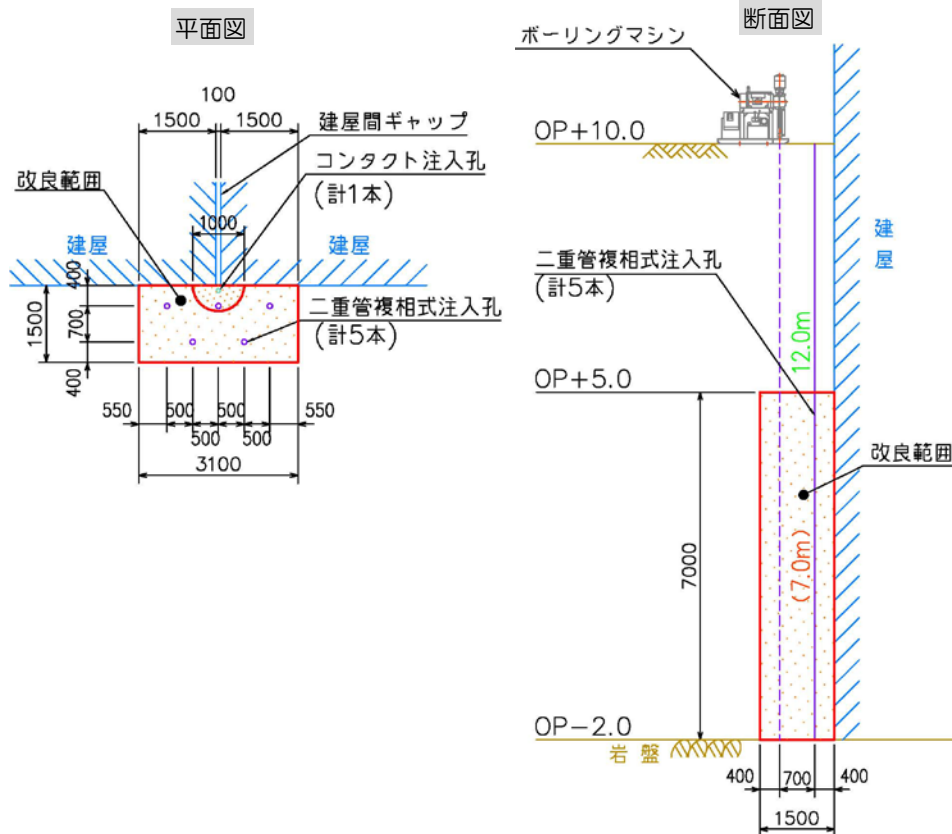 平面図
100
1500
1500
建屋間ギャップ
コンタクト注入孔
(計1本)
改良範囲
1000
建屋
建屋
400
1500
700
400
二重管複相式注入孔
(計5本)
550
500
500
550
500
500
3100
断面図
ボーリングマシン
OP+10.0
建屋
二重管複相式注入孔
(計5本)
12.0m
OP+5.0
改良範囲
7000
(7.0m)
OP-2.0
岩盤
400
700
400
1500